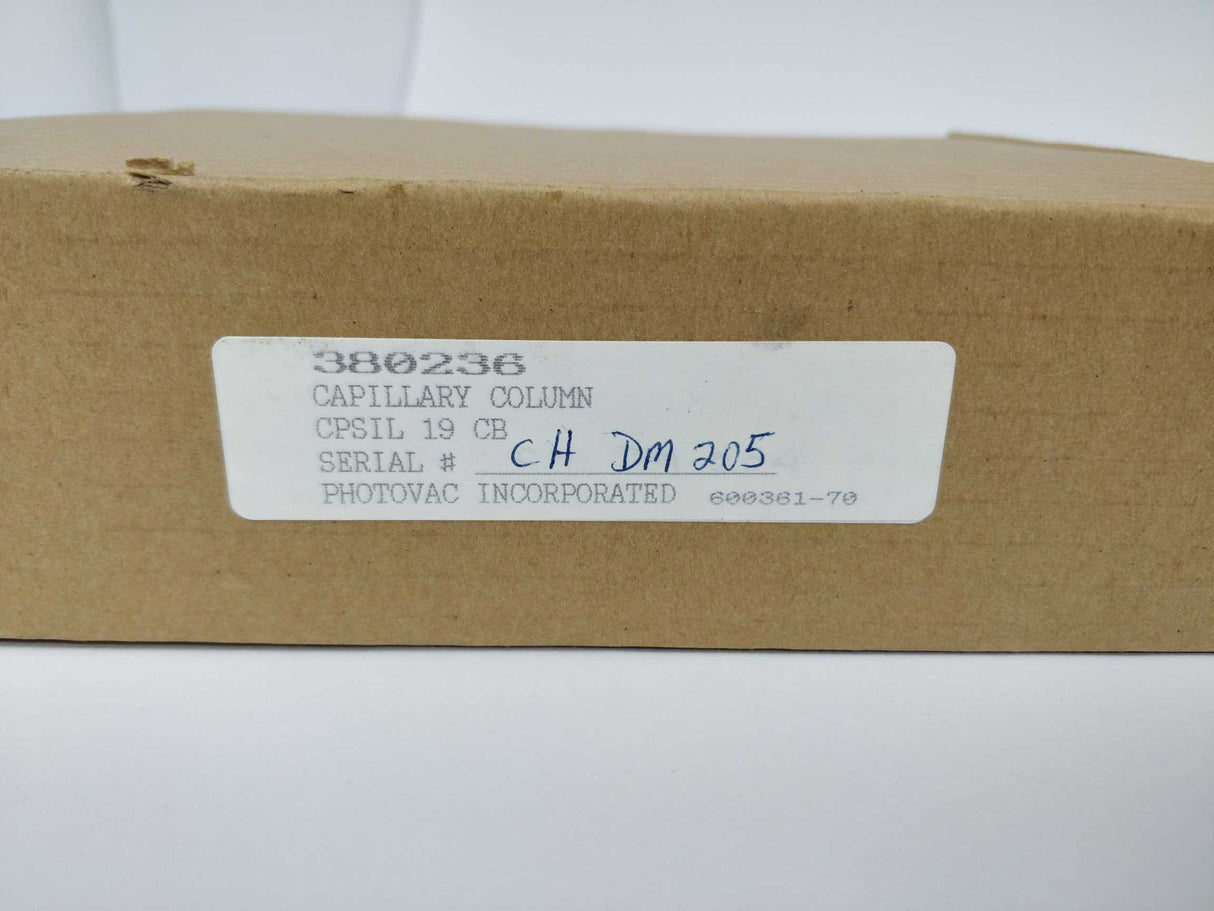 380236
CAPILLARY COLUMN
CPSIL 19 CB
SERIAL # CH DM 205
PHOTOVAC INCORPORATED 600361-70